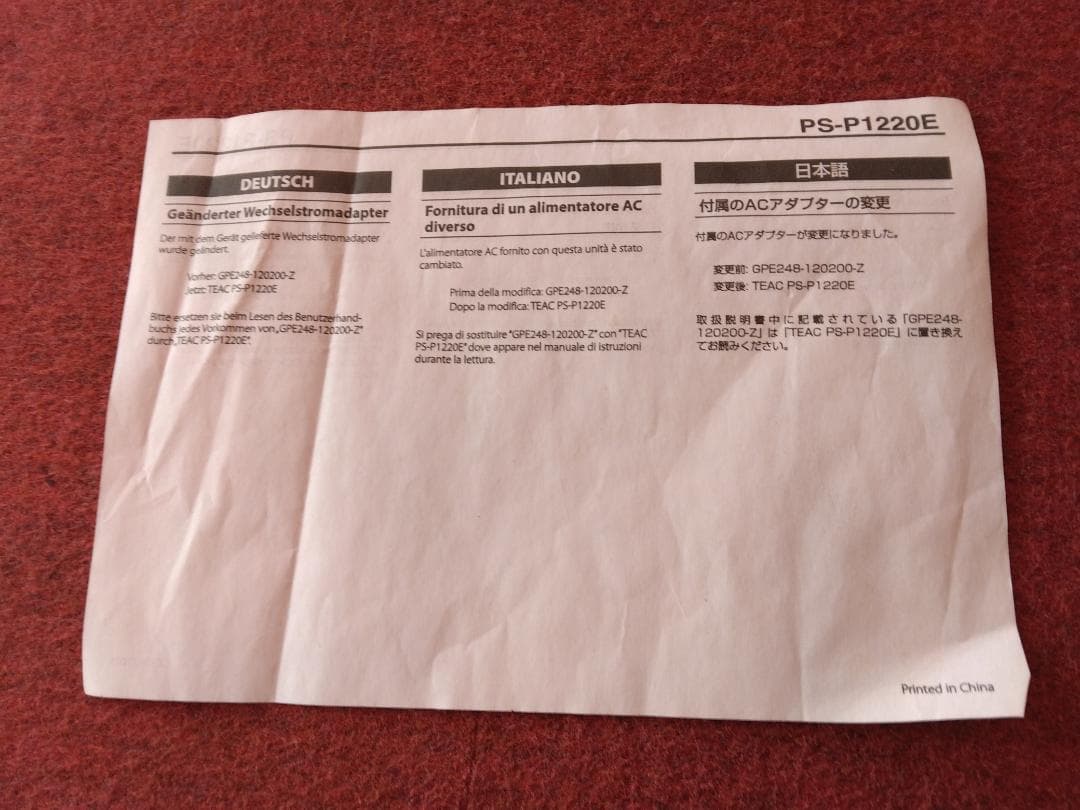 PS-P1220E
DEUTSCH
Geänderter Wechselstromadapter
Der mit dem Gerät gelieferte Wechselstromadapter
wurde geändert.
Vorher: GPE248-120200-Z
Jetzt: TEAC PS-P1220E
Bitte ersetzen sie beim Lesen des Benutzerhand-
buchs jedes Vorkommen von „GPE248-120200-Z"
durch „TEAC PS-P1220E".
ITALIANO
Fornitura di un alimentatore AC
diverso
L'alimentatore AC fornito con questa unità è stato
cambiato.
Prima della modifica: GPE248-120200-Z
Dopo la modifica: TEAC PS-P1220E
Si prega di sostituire "GPE248-120200-Z" con "TEAC
PS-P1220E" dove appare nel manuale di istruzioni
durante la lettura.
日本語
付属のACアダプターの変更
付属のACアダプターが変更になりました。
変更前: GPE248-120200-Z
変更後: TEAC PS-P1220E
取扱説明書中に記載されている「GPE248-
120200-Z」は「TEAC PS-P1220E」に置き換え
てお読みください。
Printed in China